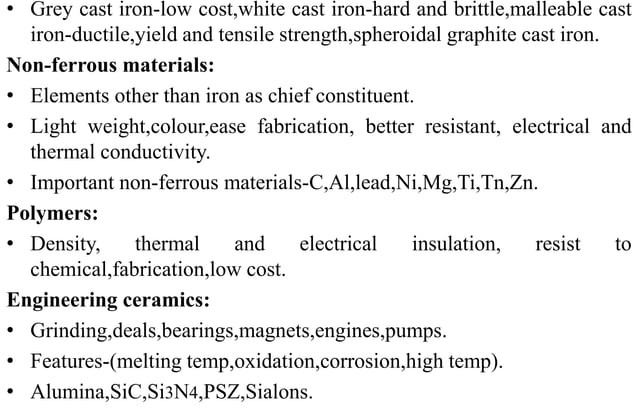 • Grey cast iron-low cost,white cast iron-hard and brittle,malleable cast
iron-ductile,yield and tensile strength,spheroidal graphite cast iron.
Non-ferrous materials:
• Elements other than iron as chief constituent.
• Light weight,colour,ease fabrication, better resistant, electrical and
thermal conductivity.
• Important non-ferrous materials-C,Al,lead,Ni,Mg,Ti,Tn,Zn.
Polymers:
• Density, thermal and electrical insulation, resist to
chemical,fabrication,low cost.
Engineering ceramics:
• Grinding,deals,bearings,magnets,engines,pumps.
• Features-(melting temp,oxidation,corrosion,high temp).
• Alumina,SiC,Si3N4,PSZ,Sialons.